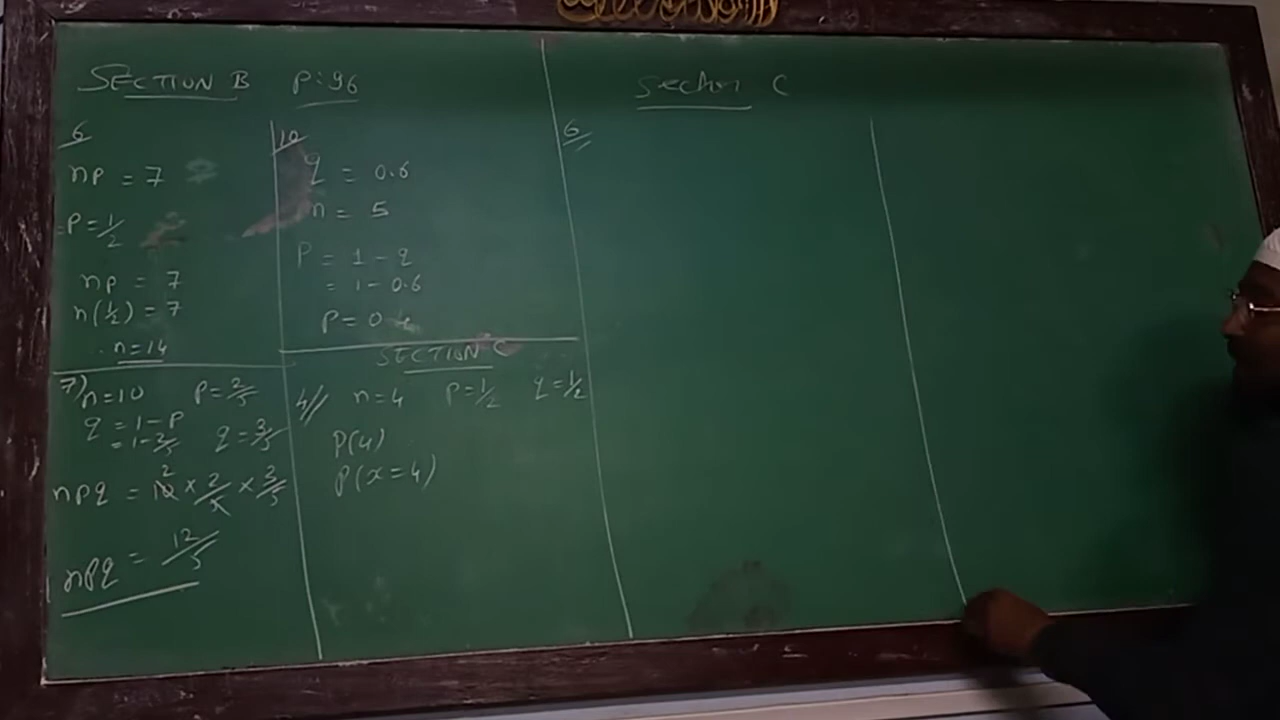 SECTION B P:96
6
np = 7
P = 1/2
np = 7
n(1/2) = 7
n = 14
7) n = 10 P = 2/5
q = 1 - P
= 1 - 2/5 q = 3/5
npq = 10 2 × 2/5 × 3/5
npq = 12/5
10
q = 0.6
n = 5
P = 1 - q
= 1 - 0.6
P = 0.4
SECTION C
4// n = 4 P = 1/2 q = 1/2
P(4)
P(x = 4)
Section C
6